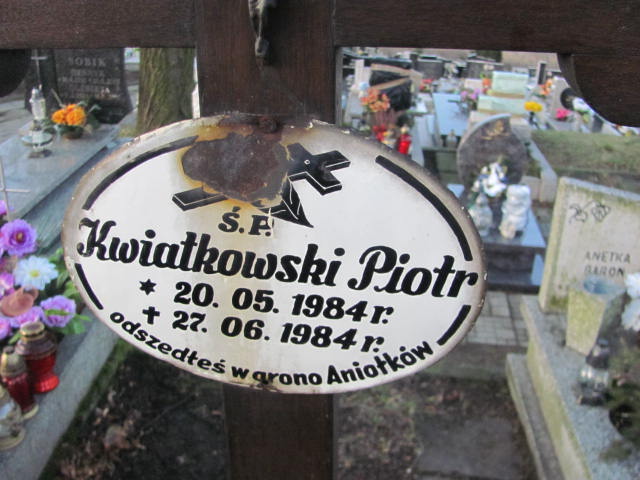 SOBIK
Ś.P.
Kwiatkowski Piotr
* 20. 05. 1984 r.
✝ 27. 06. 1984 r.
odszedłeś w grono Aniołków
ANETKA
BARON